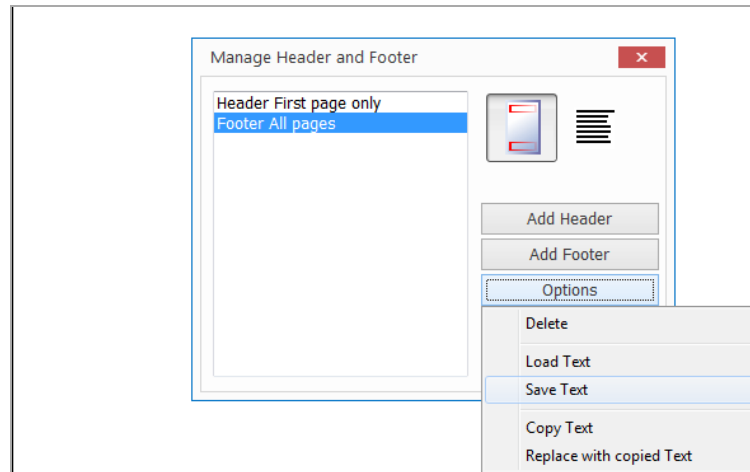 Manage Header and Footer
Header First page only
Footer All pages
Add Header
Add Footer
Options
Delete
Load Text
Save Text
Copy Text
Replace with copied Text